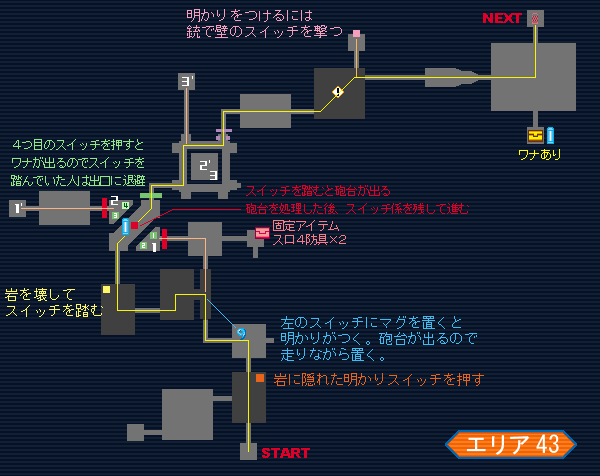 明かりをつけるには
銃で壁のスイッチを撃つ
NEXT
3'
4つ目のスイッチを押すと
ワナが出るのでスイッチを
踏んでいた人は出口に退避
2'
3
ワナあり
スイッチを踏むと砲台が出る
砲台を処理した後、スイッチ係を残して進む
1'
2
固定アイテム
スロ4防具×2
1
岩を壊して
スイッチを踏む
左のスイッチにマグを置くと
明かりがつく。砲台が出るので
走りながら置く。
岩に隠れた明かりスイッチを押す
START
エリア 43